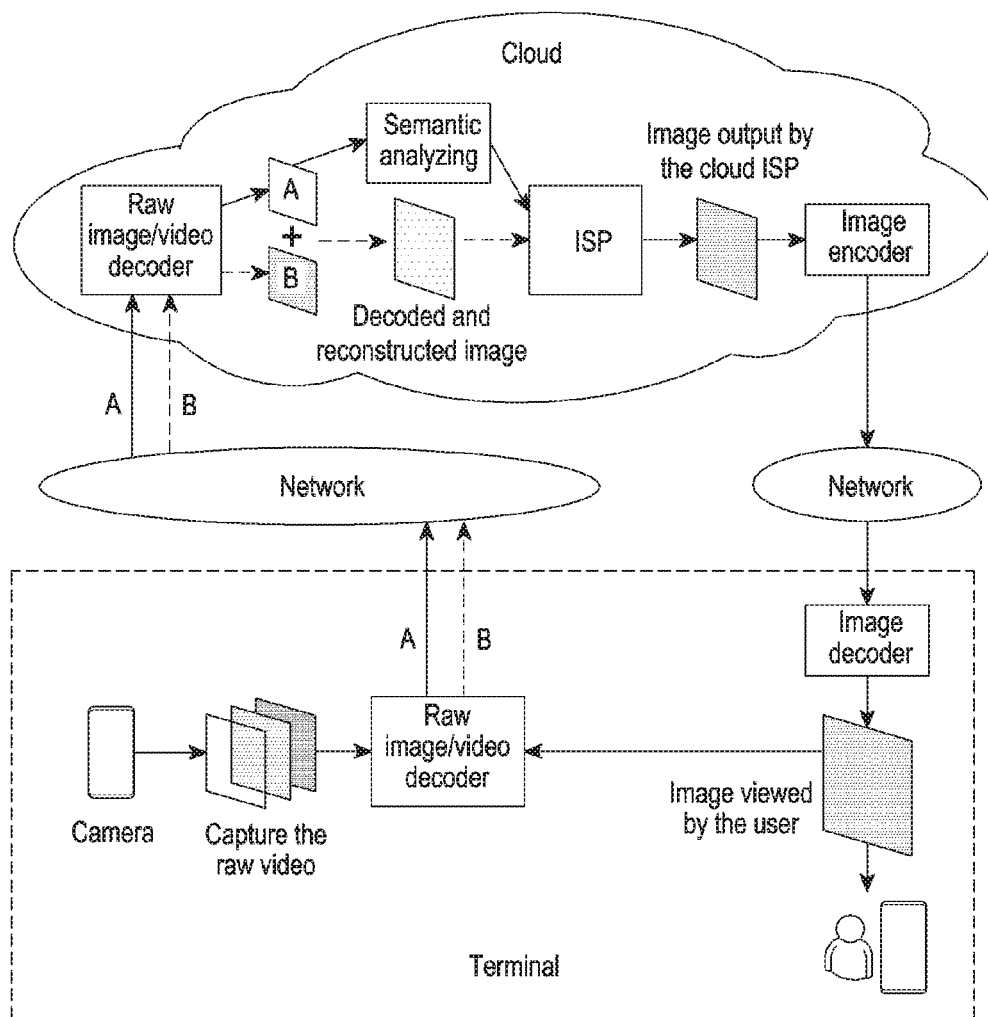 Cloud
Semantic
analyzing
Image output by
the cloud ISP
Raw
image/video
decoder
A
+
B
ISP
Image
encoder
Decoded and
reconstructed image
A
B
Network
Network
A
B
Image
decoder
Raw
image/video
decoder
Camera
Capture the
raw video
Image viewed
by the user
Terminal